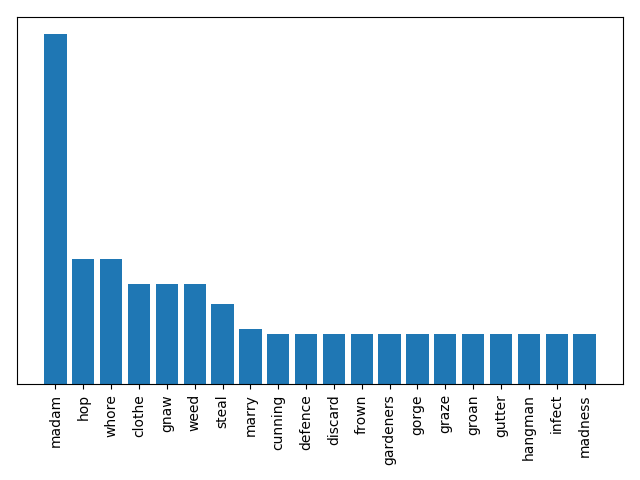 madam
hop
whore
clothe
gnaw
weed
steal
marry
cunning
defence
discard
frown
gardeners
gorge
graze
groan
gutter
hangman
infect
madness